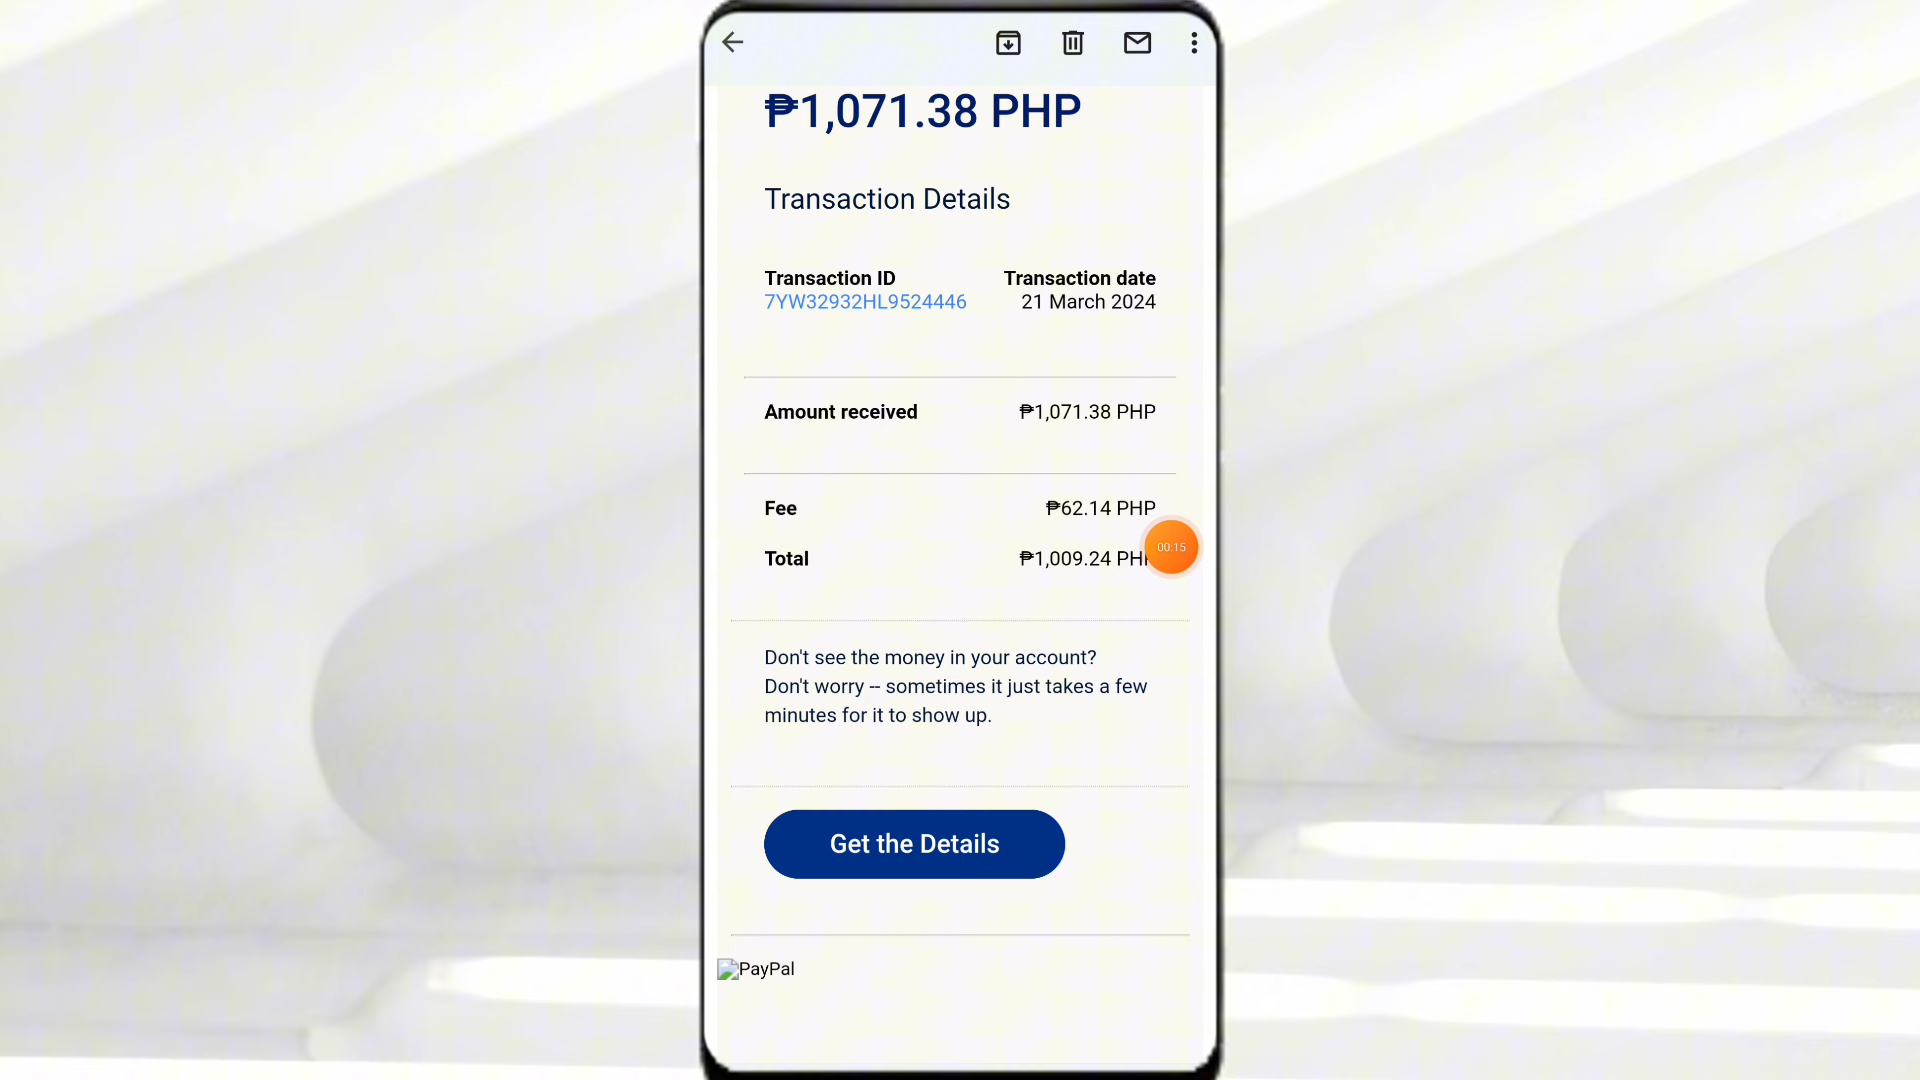 ₱1,071.38 PHP
Transaction Details
Transaction ID
Transaction date
7YW32932HL9524446
21 March 2024
Amount received
₱1,071.38 PHP
Fee
₱62.14 PHP
Total
₱1,009.24 PH
00:15
Don't see the money in your account?
Don't worry -- sometimes it just takes a few
minutes for it to show up.
Get the Details
PayPal